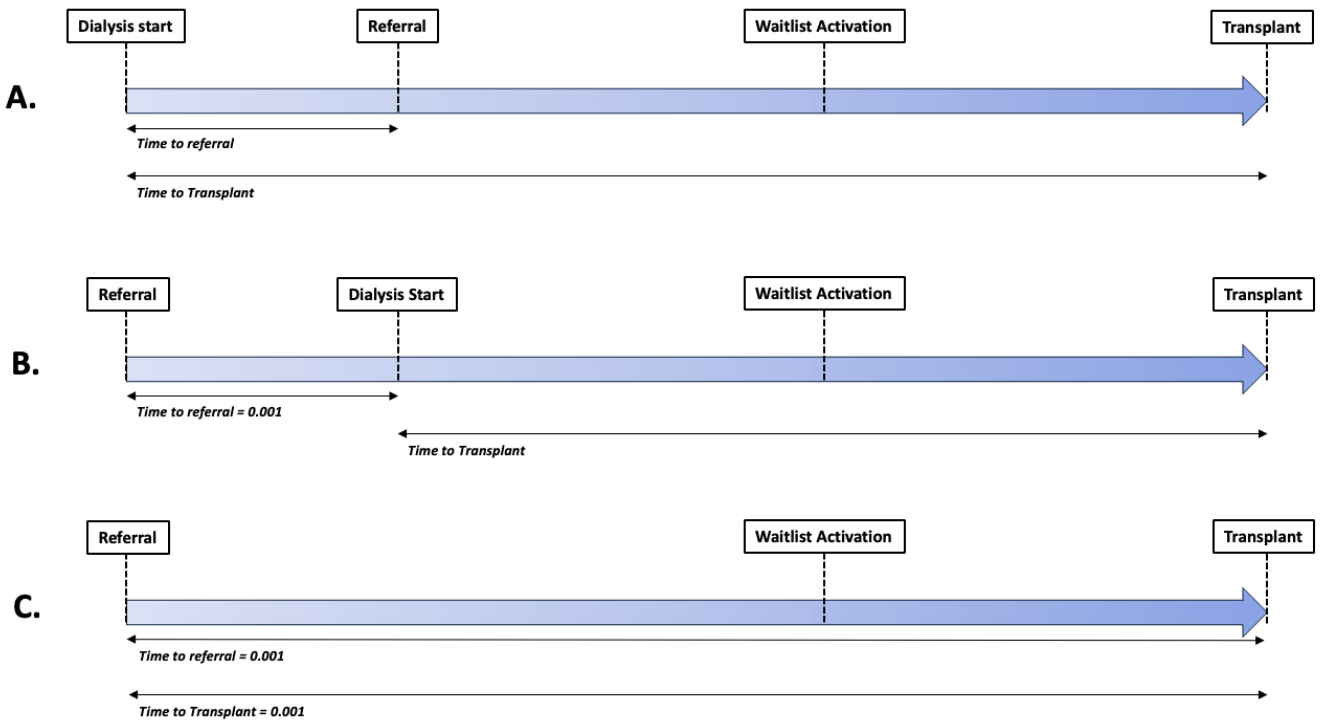 Dialysis start
Referral
Waitlist Activation
Transplant
A.
Time to referral
Time to Transplant
Referral
Dialysis Start
Waitlist Activation
Transplant
B.
Time to referral = 0.001
Time to Transplant
Referral
Waitlist Activation
Transplant
C.
Time to referral = 0.001
Time to Transplant = 0.001